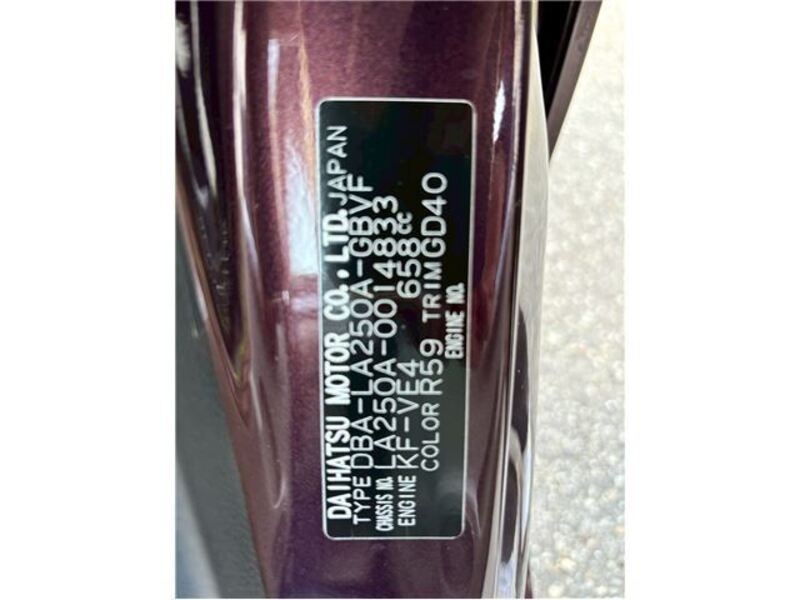 DAIHATSU MOTOR CO., LTD. JAPAN
TYPE DBA-LA250A-GBVF
CHASSIS NO. LA250A-0014833
ENGINE KF-VE4 658cc
COLOR R59 TRIM GD40
ENGINE NO.